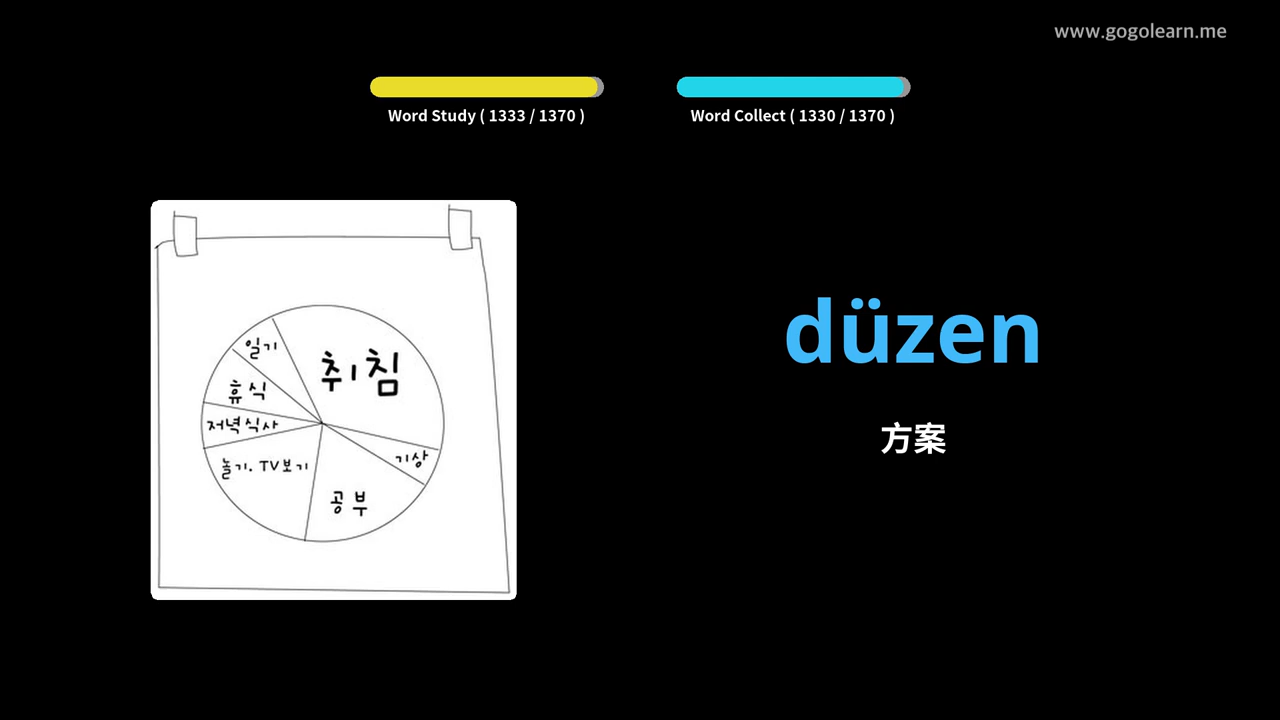 www.gogolearn.me
Word Study ( 1333 / 1370 )
Word Collect ( 1330 / 1370 )
일기
취침
휴식
저녁식사
놀기. TV보기
기상
공부
düzen
方案